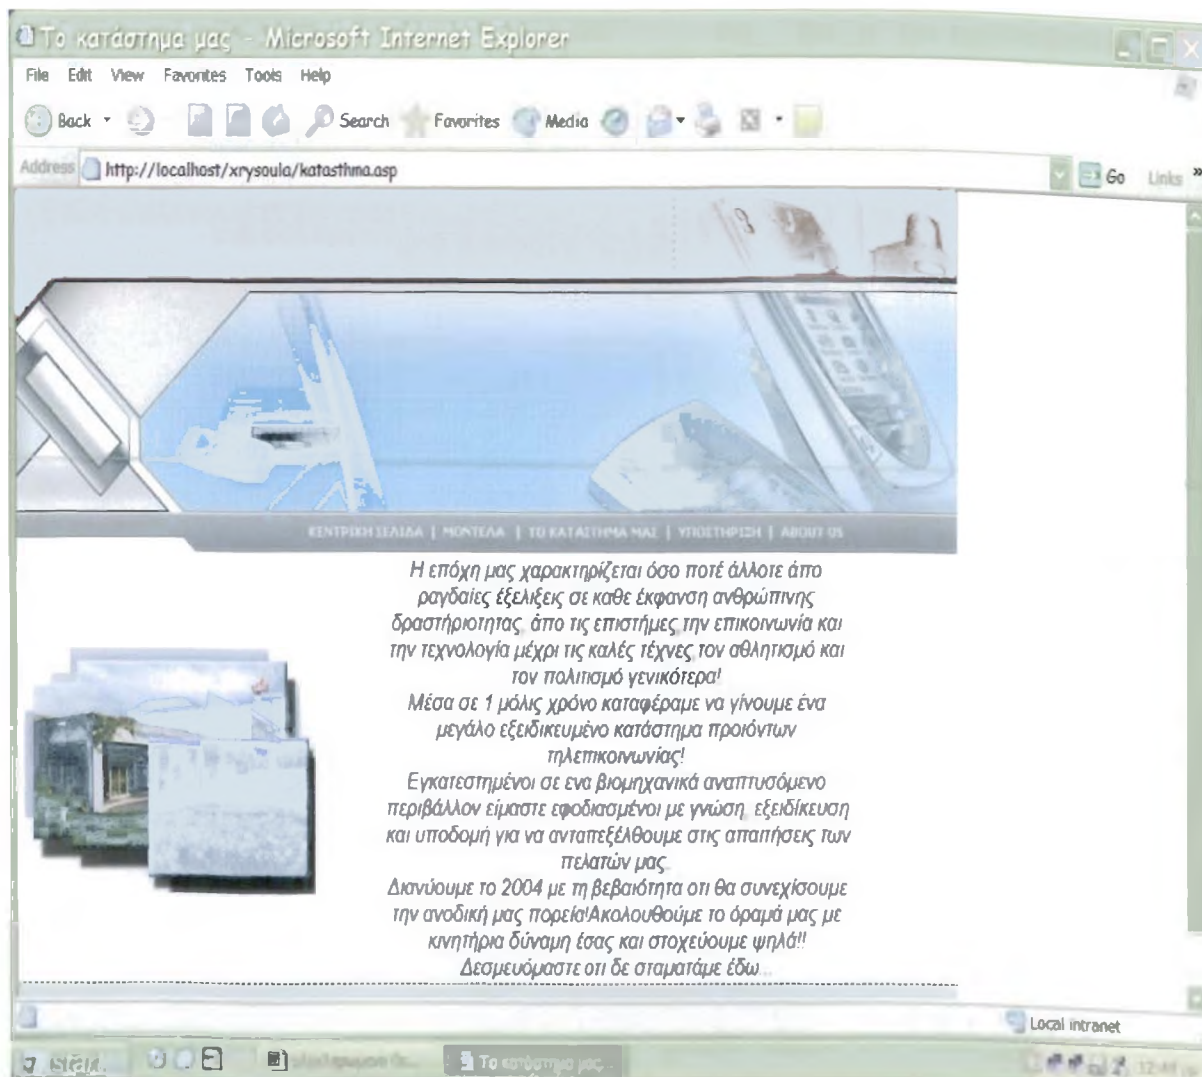 Το κατάστημα μας - Microsoft Internet Explorer
File Edit View Favorites Tools Help
Back Search Favorites Media
Address http://localhost/xrysoula/katasthma.asp Go Links »
ΚΕΝΤΡΙΚΗ ΣΕΛΙΔΑ | ΜΟΝΤΕΛΑ | ΤΟ ΚΑΤΑΣΤΗΜΑ ΜΑΣ | ΥΠΟΣΤΗΡΙΞΗ | ABOUT US
Η επόχη μας χαρακτηρίζεται όσο ποτέ άλλοτε άπο
ραγδαίες έξελιξεις σε καθε έκφανση ανθρώπινης
δραστήριοτητας, άπο τις επιστήμες,την επικοινωνία και
την τεχνολογία μέχρι τις καλές τέχνες,τον αθλητισμό και
τον πολιτισμό γενικότερα!
Μέσα σε 1 μόλις χρόνο καταφέραμε να γίνουμε ένα
μεγάλο εξειδικευμένο κατάστημα προιόντων
τηλεπικοινωνίας!
Εγκατεστημένοι σε ενα βιομηχανικά αναπτυσόμενο
περιβάλλον είμαστε εφοδιασμένοι με γνώση, εξειδίκευση
και υποδομή για να ανταπεξέλθουμε στις απαιτήσεις των
πελατών μας.
Διανύουμε το 2004 με τη βεβαιότητα οτι θα συνεχίσουμε
την ανοδική μας πορεία!Ακολουθούμε το όραμά μας με
κινητήρια δύναμη έσας και στοχεύουμε ψηλά!!
Δεσμευόμαστε οτι δε σταματάμε έδω...
Local intranet
start Το κατάστημα μας... 12:44